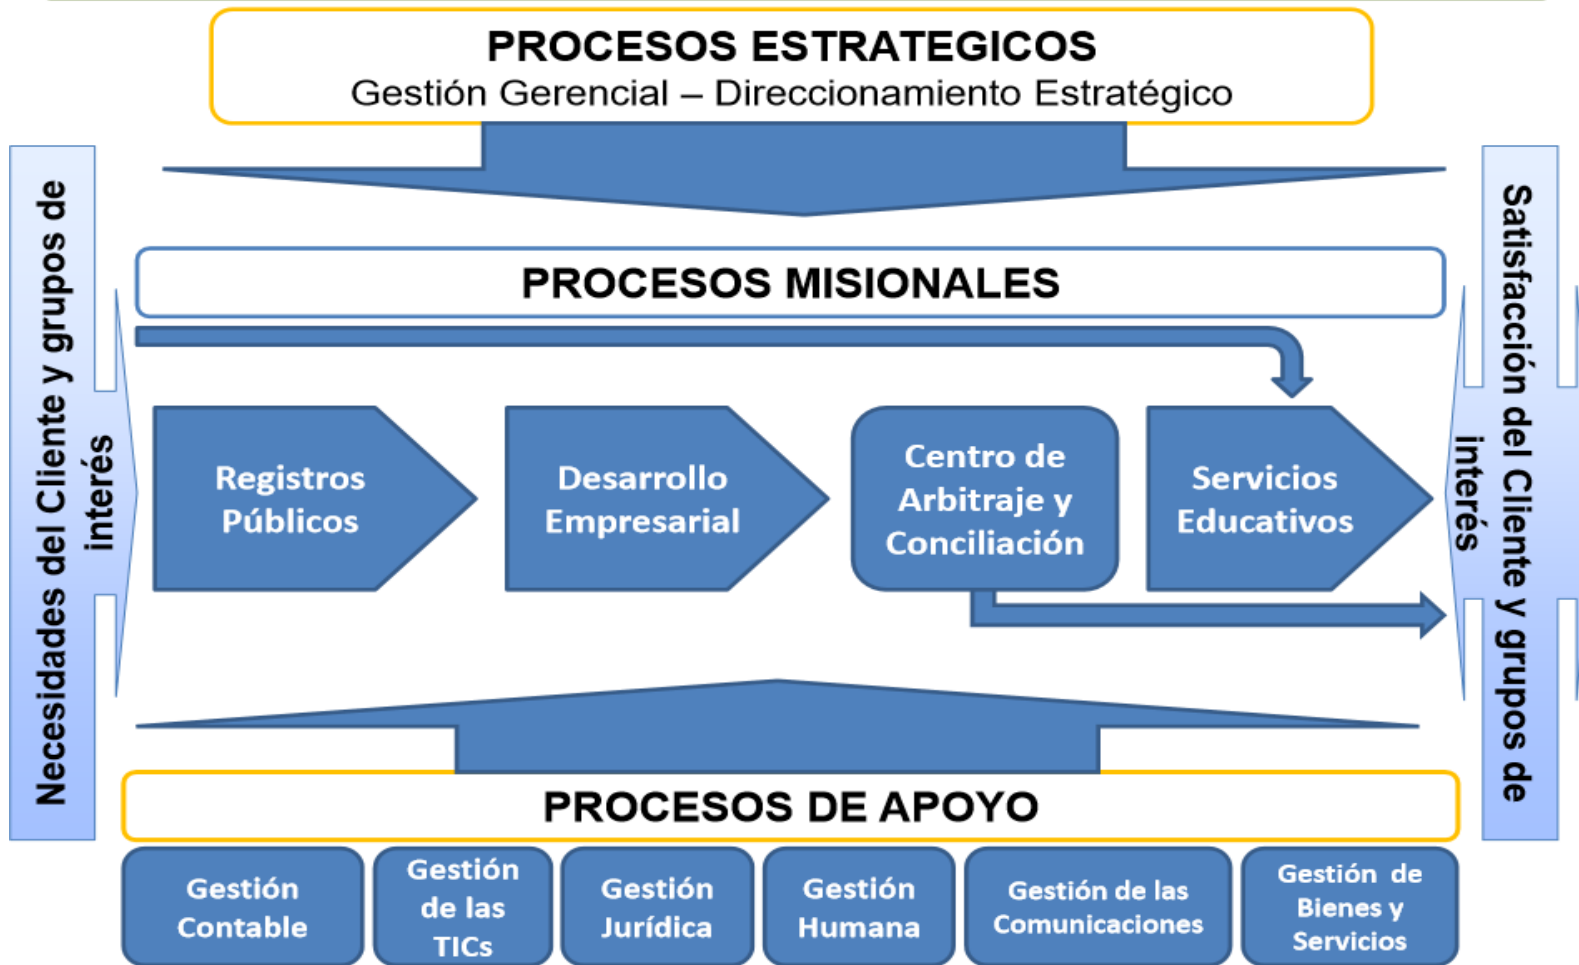 PROCESOS ESTRATEGICOS
Gestión Gerencial – Direccionamiento Estratégico
Necesidades del Cliente y grupos de
interés
PROCESOS MISIONALES
Registros
Públicos
Desarrollo
Empresarial
Centro de
Arbitraje y
Conciliación
Servicios
Educativos
Satisfacción del Cliente y grupos de
interés
PROCESOS DE APOYO
Gestión
Contable
Gestión
de las
TICs
Gestión
Jurídica
Gestión
Humana
Gestión de las
Comunicaciones
Gestión de
Bienes y
Servicios